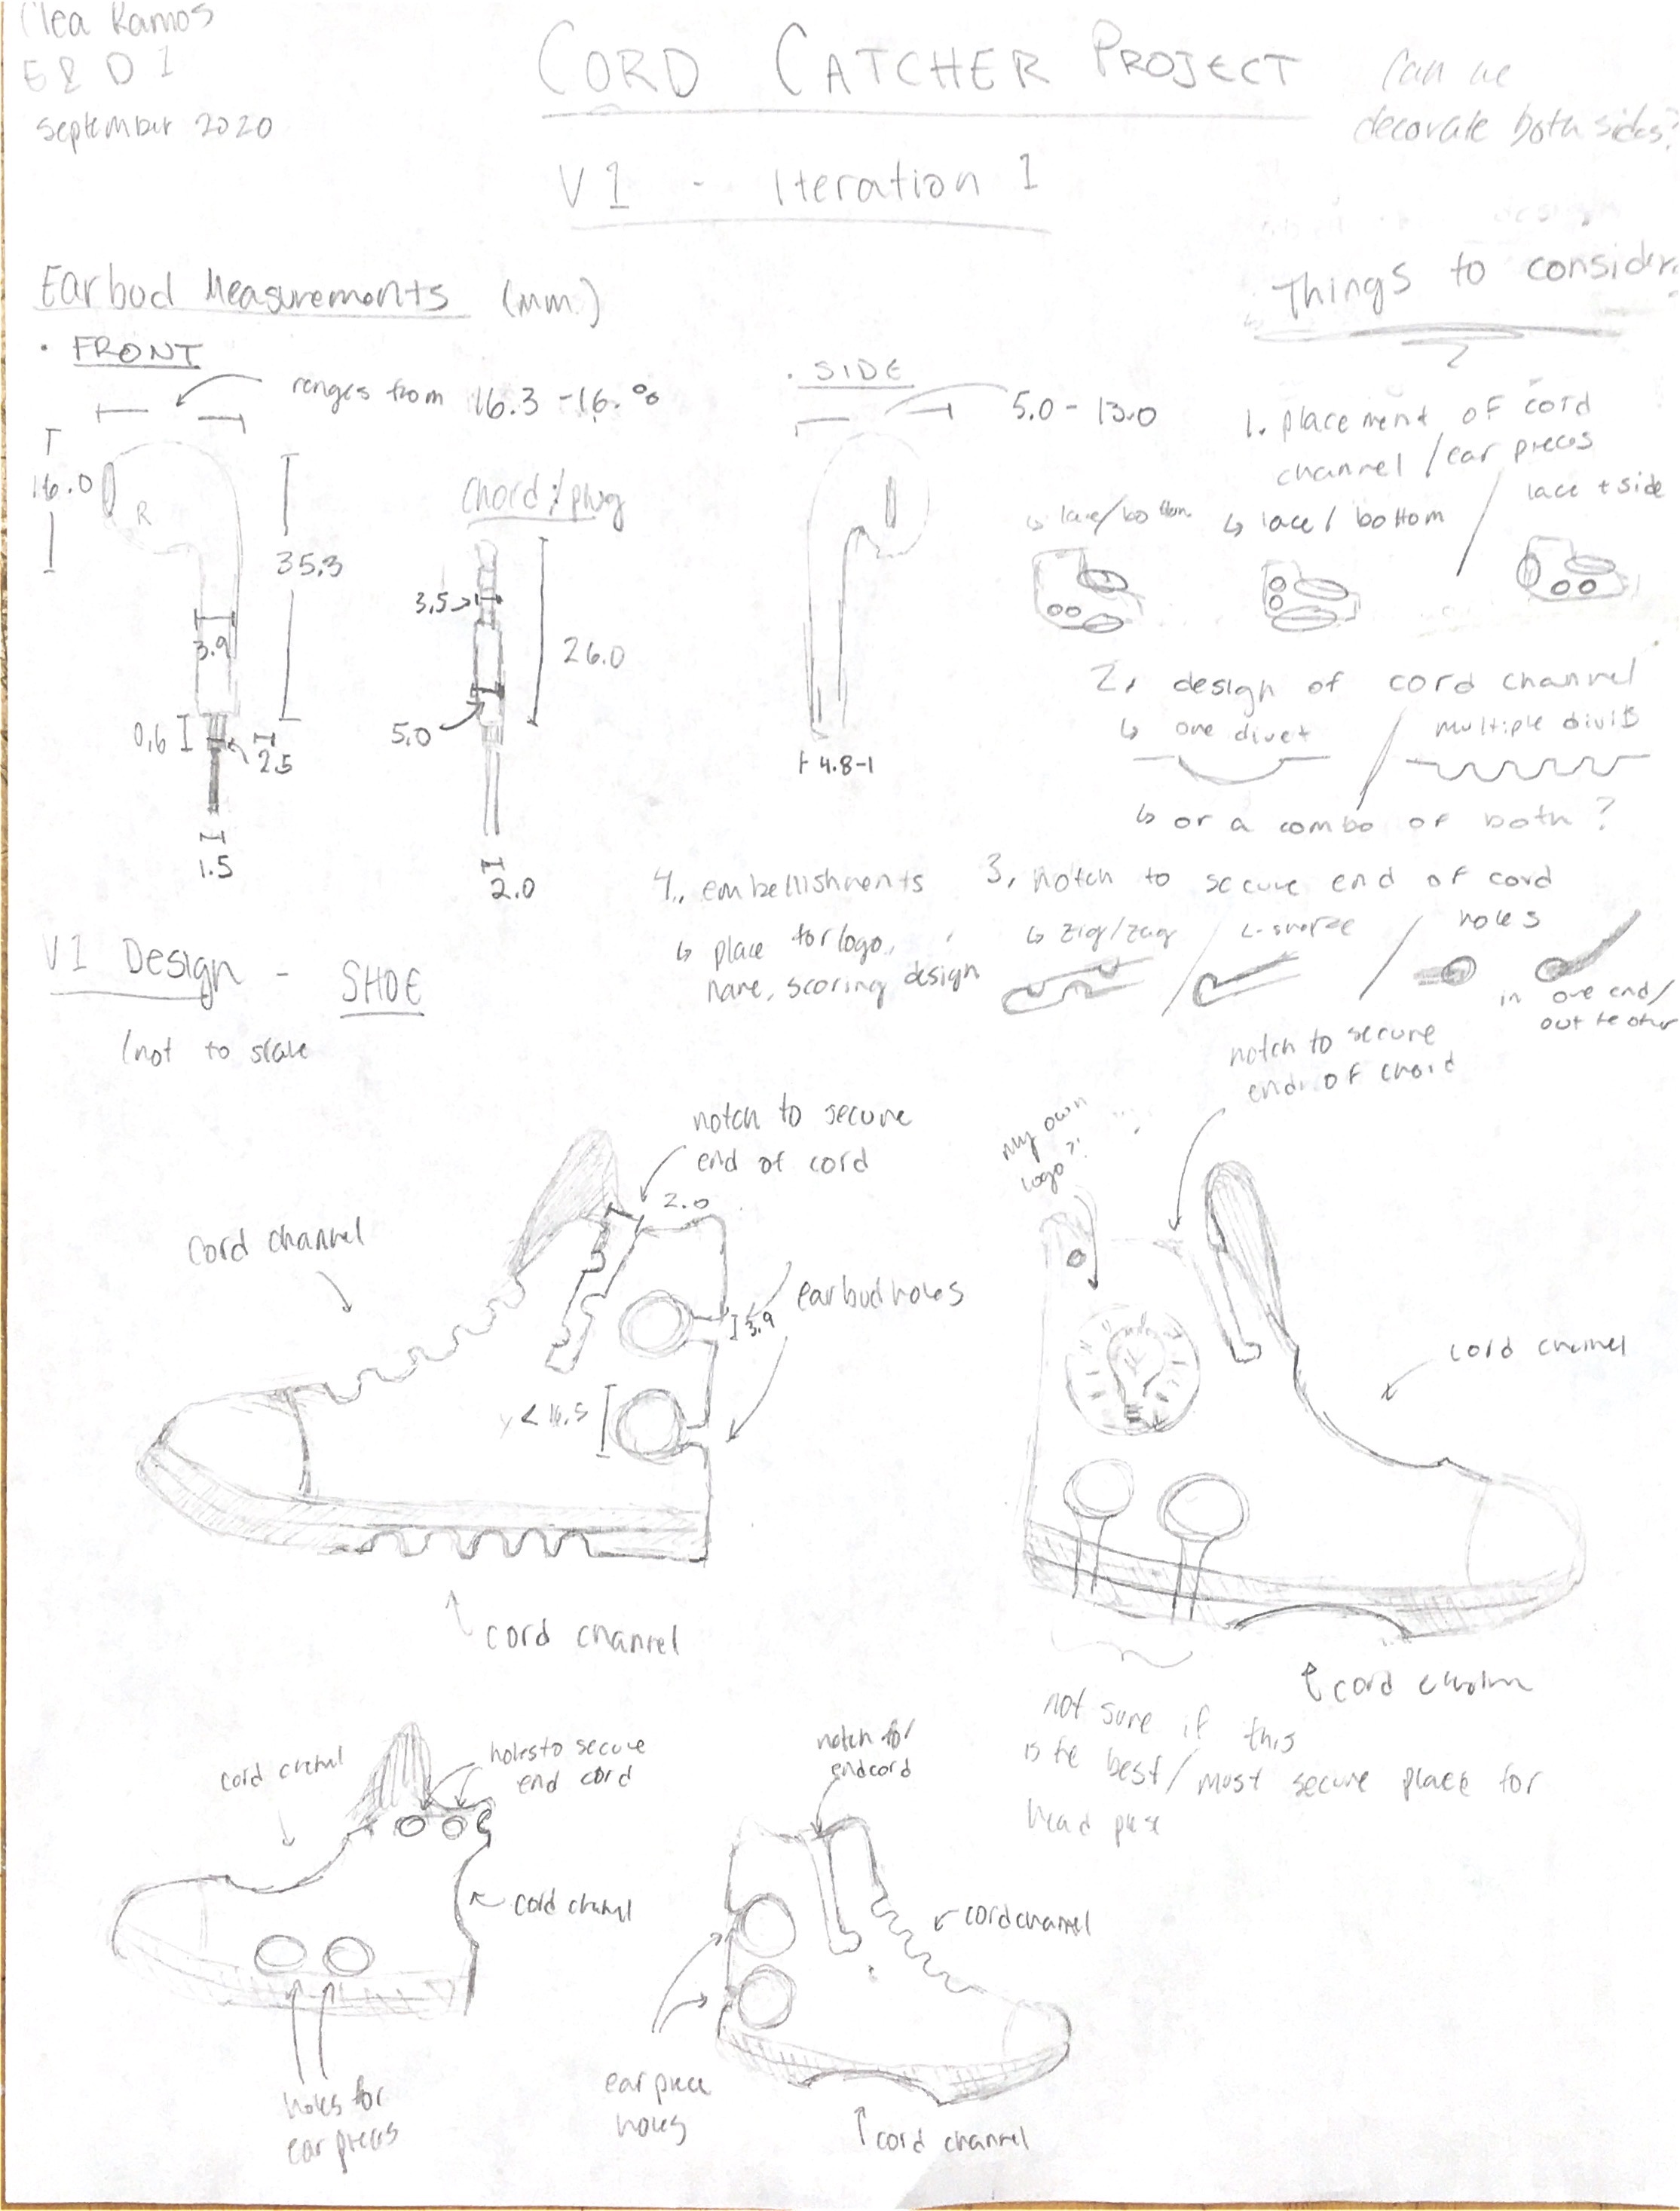 Clea Ramos
E & D 1
September 2020
CORD CATCHER PROJECT
V1 - Iteration 1
Can we
decorate both sides?
Earbud Measurements (mm)
• FRONT
ranges from 16.3 - 16.
16.0
R
35.3
3.9
0.6
2.5
1.5
Chord/plug
3.5
26.0
5.0
2.0
• SIDE
5.0 - 13.0
4.8-1
Things to consider
1. placement of cord
channel / ear pieces
↳ lace/bottom
↳ lace / bottom
lace + side
2. design of cord channel
↳ one divet
multiple divits
↳ or a combo of both?
3. notch to secure end of cord
↳ zig/zag
holes
in one end/
out the other
4. embellishments
↳ place for logo,
name, scoring design
V1 Design - SHOE
(not to scale
notch to secure
end of cord
2.0
cord channel
earbud holes
3.9
y < 16.5
cord channel
notch to secure
end of chord
my own
logo?!
cord channel
cord
not sure if this
is the best/most secure place for
head
cord
holes to secure
end cord
cord channel
holes for
ear pieces
notch for
end cord
cord channel
ear piece
holes
cord channel